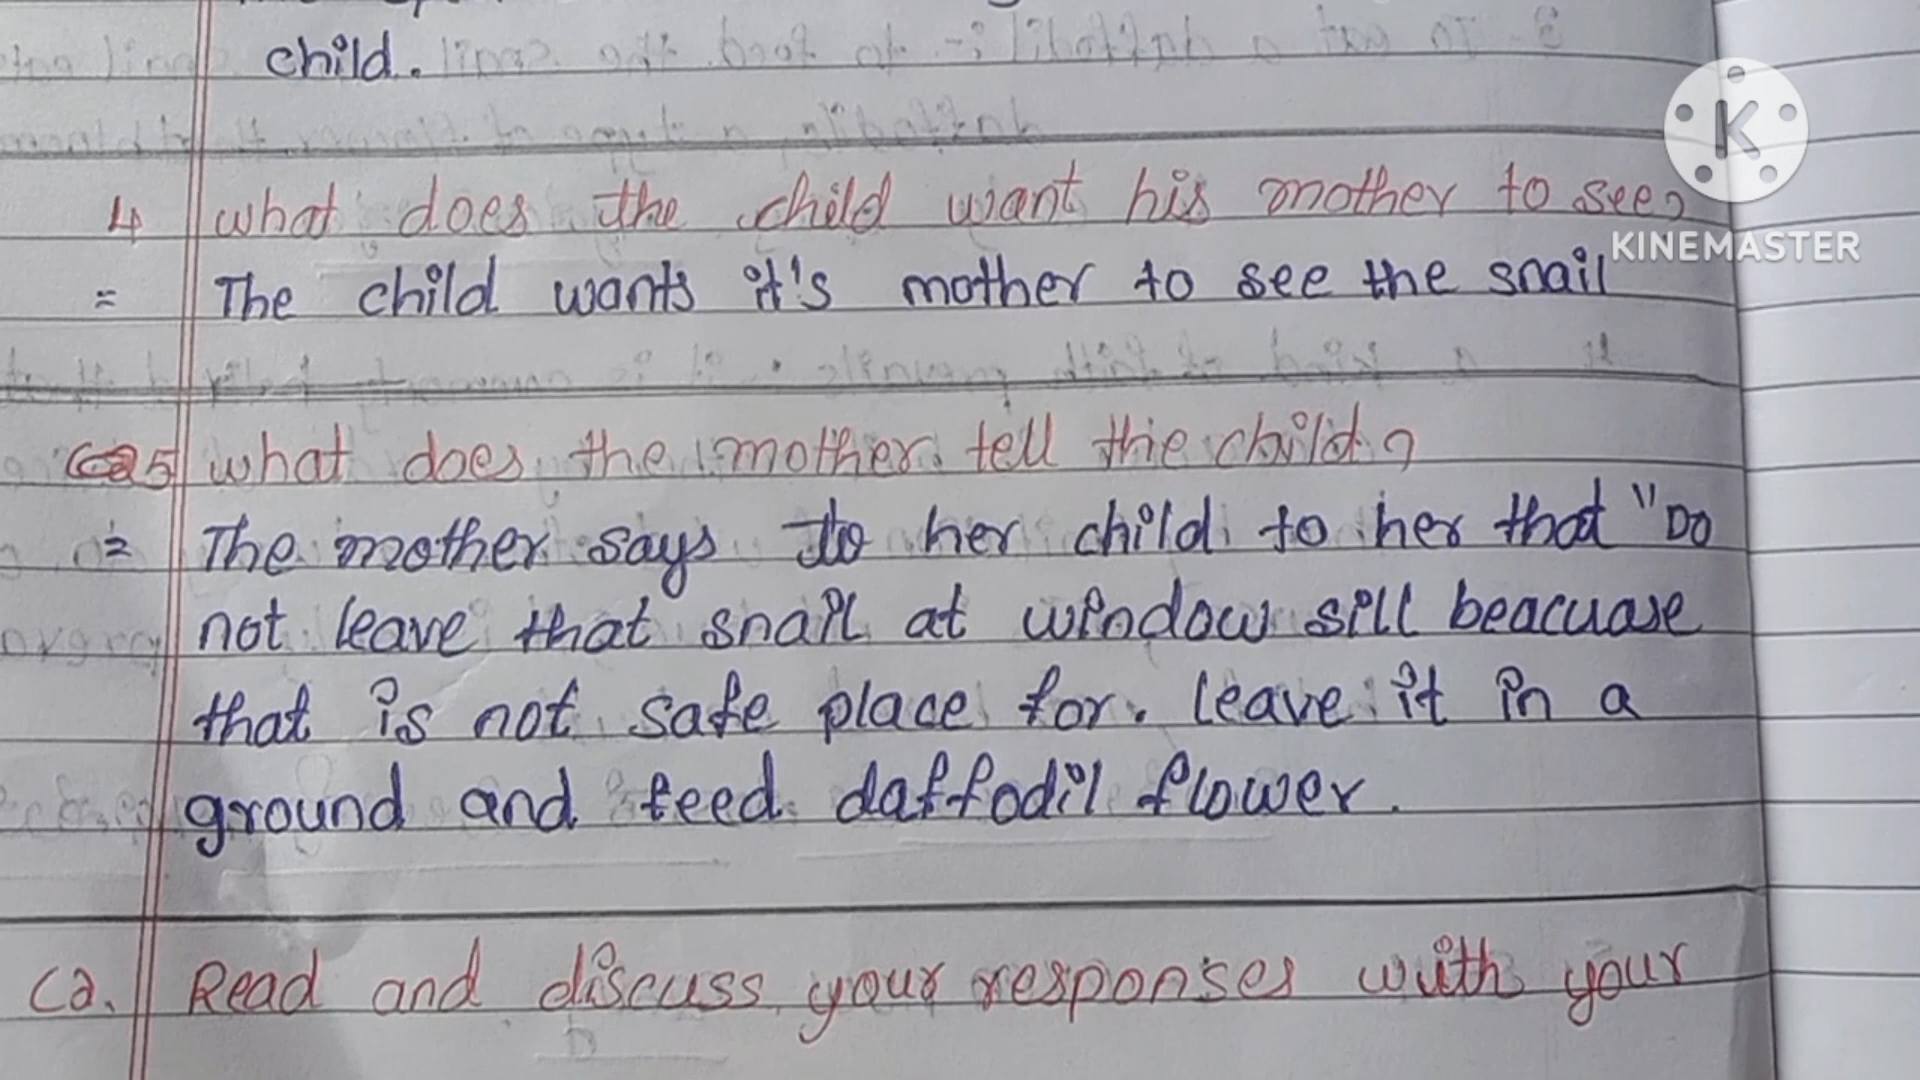 child.
4 what does the child want his mother to see?
= The child wants it's mother to see the snail
KINEMASTER
5 what does the mother tell the child?
= The mother says to her child to her that "Do
not leave that snail at window sill beacuase
that is not safe place for. leave it in a
ground and feed daffodil flower.
C2. Read and discuss your responses with your